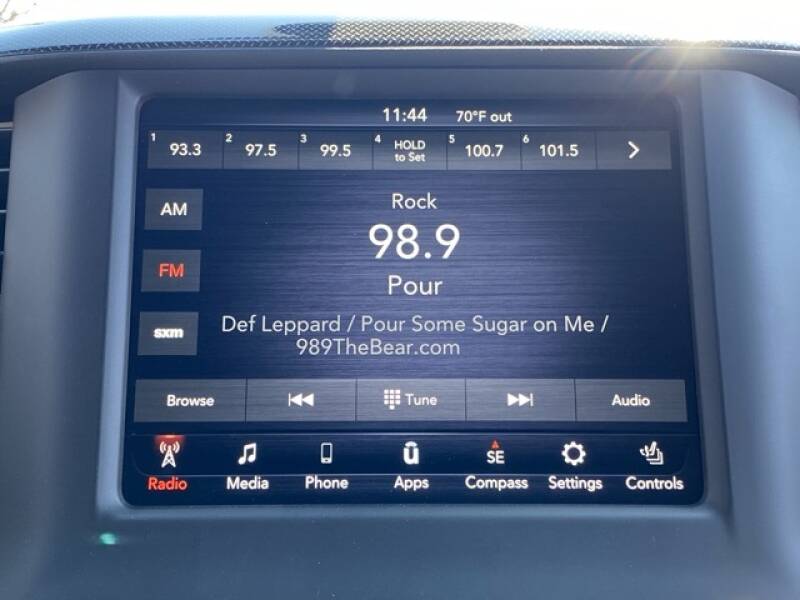 11:44 70°F out
1 93.3 2 97.5 3 99.5 4 HOLD to Set 5 100.7 6 101.5
AM
Rock
98.9
FM
Pour
sxm
Def Leppard / Pour Some Sugar on Me /
989TheBear.com
Browse Tune Audio
SE
Radio Media Phone Apps Compass Settings Controls